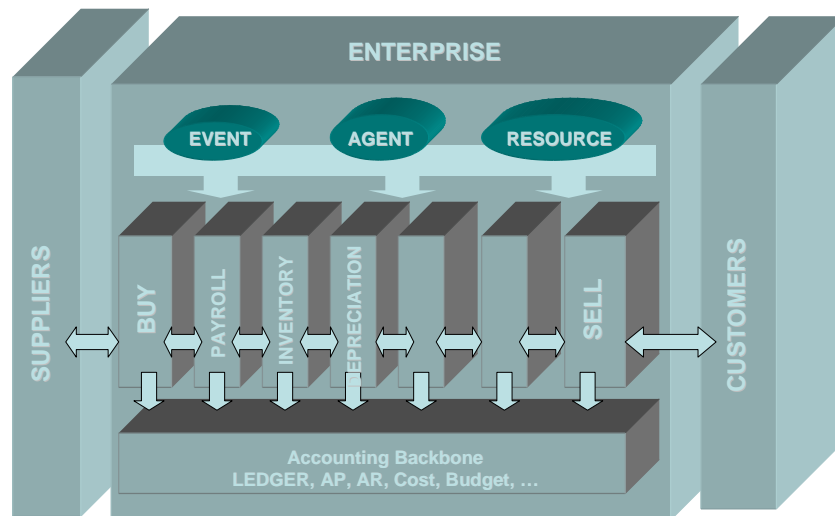 ENTERPRISE
EVENT
AGENT
RESOURCE
SUPPLIERS
BUY
PAYROLL
INVENTORY
DEPRECIATION
SELL
CUSTOMERS
Accounting Backbone
LEDGER, AP, AR, Cost, Budget, …